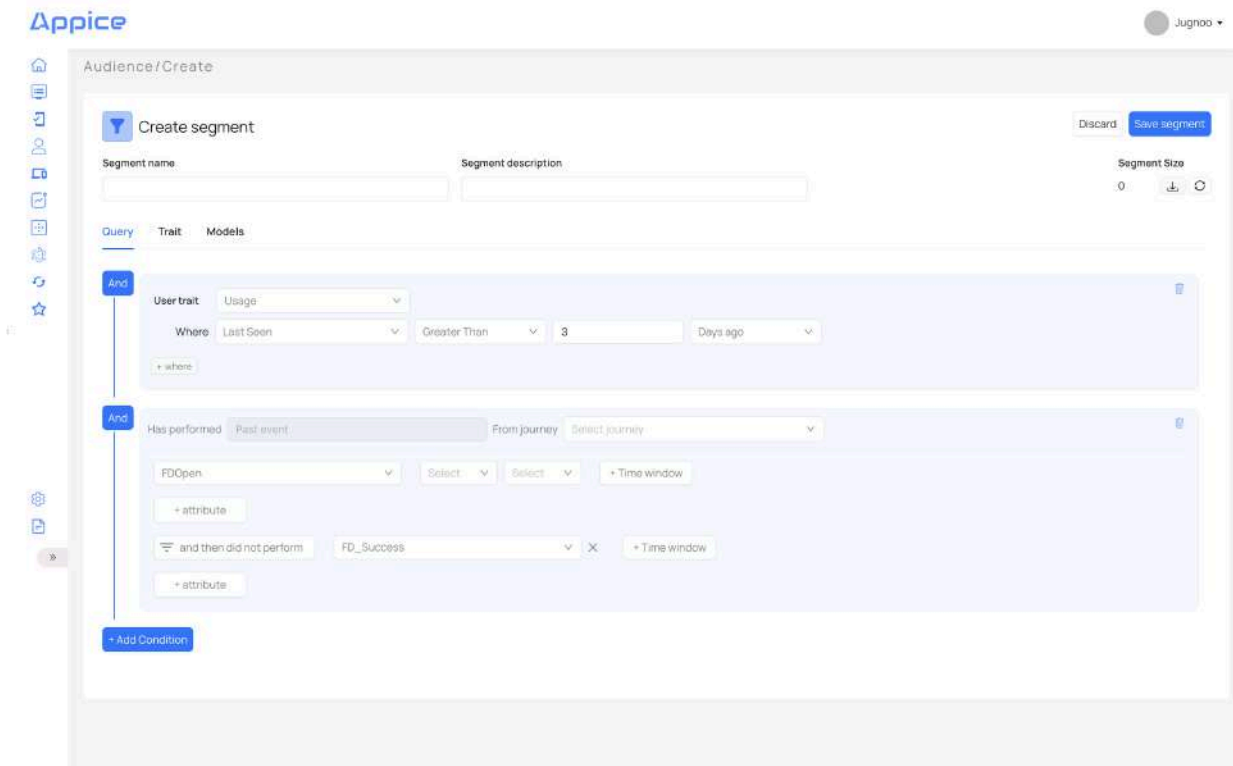 Appice
Jugnoo
Audience/Create
Create segment
Discard
Save segment
Segment name
Segment description
Segment Size
0
Query
Trait
Models
And
User trait
Usage
Where
Last Seen
Greater Than
3
Days ago
+ where
And
Has performed
Past event
From journey
Select journey
FDOpen
Select
Select
+ Time window
+ attribute
and then did not perform
FD_Success
+ Time window
+ attribute
+ Add Condition